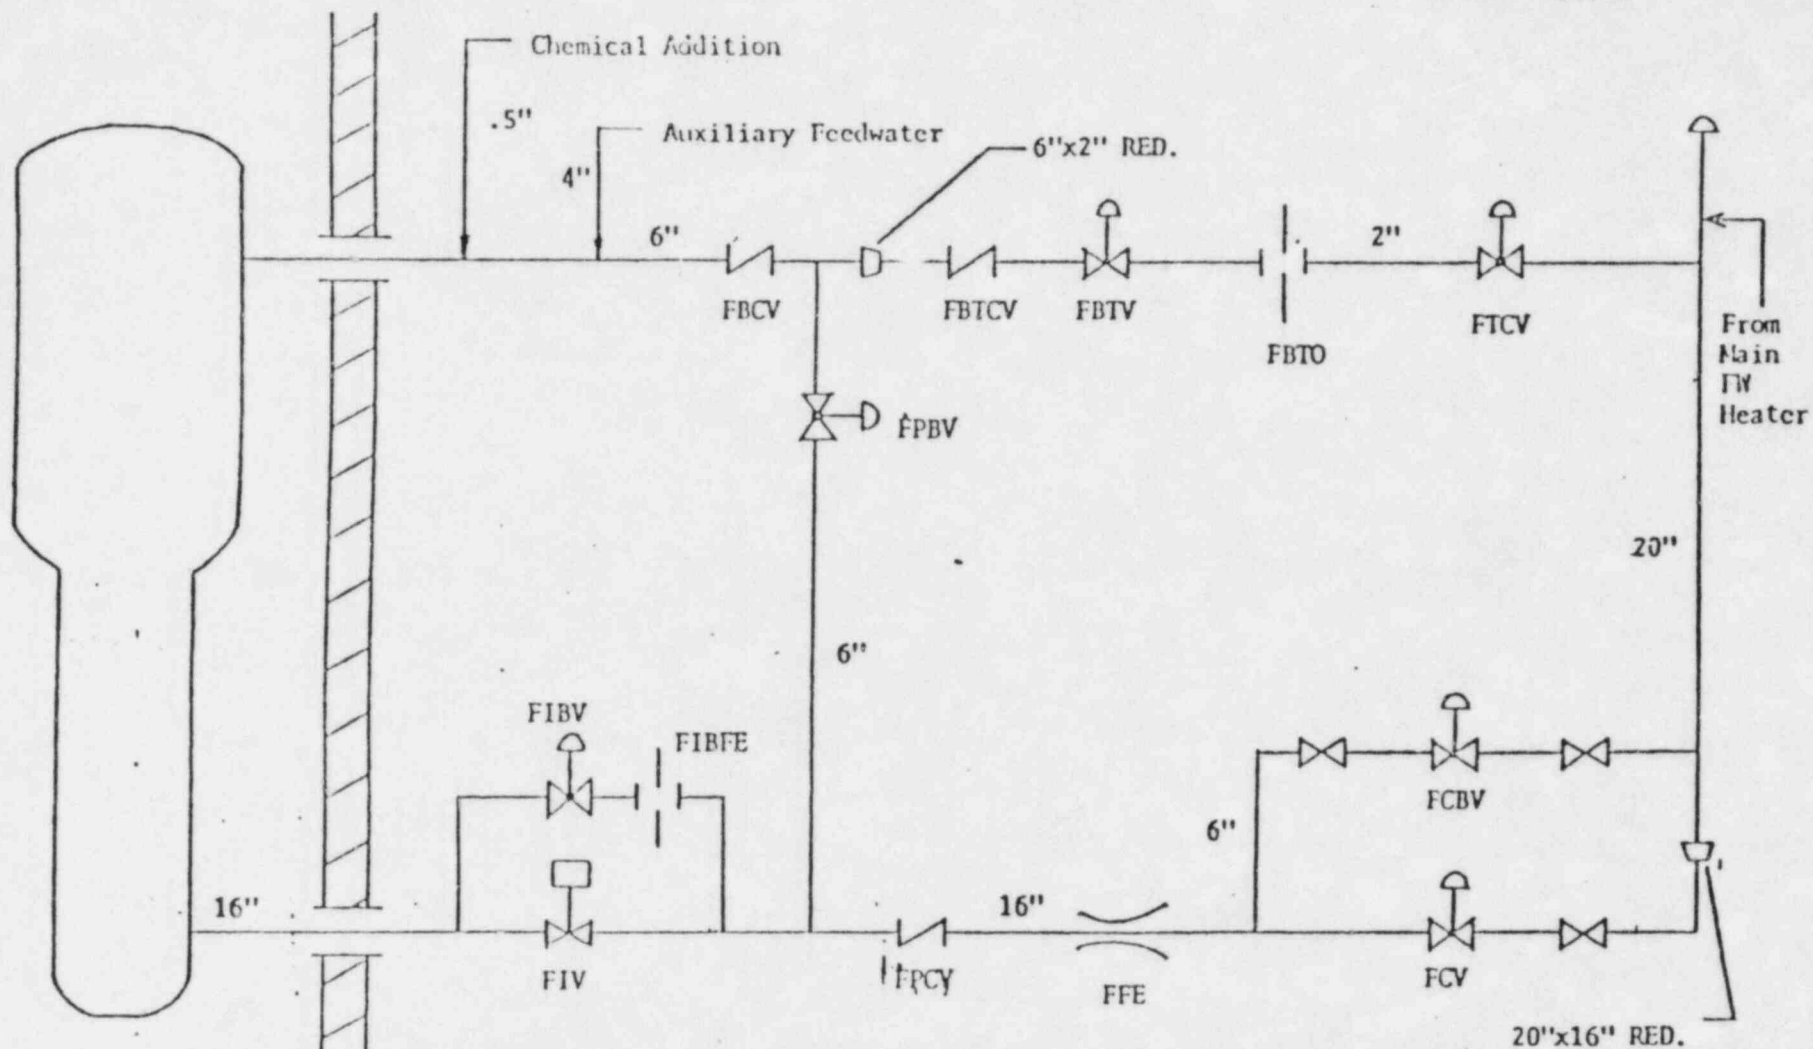 Chemical Addition
.5"
Auxiliary Feedwater
4"
6"x2" RED.
6"
2"
FBCV
FBTCV
FBTV
FBTO
FTCV
From
Main
FW
Heater
FPBV
20"
6"
FIBV
FIBFE
FCBV
6"
16"
16"
FIV
FPCV
FFE
FCV
20"x16" RED.